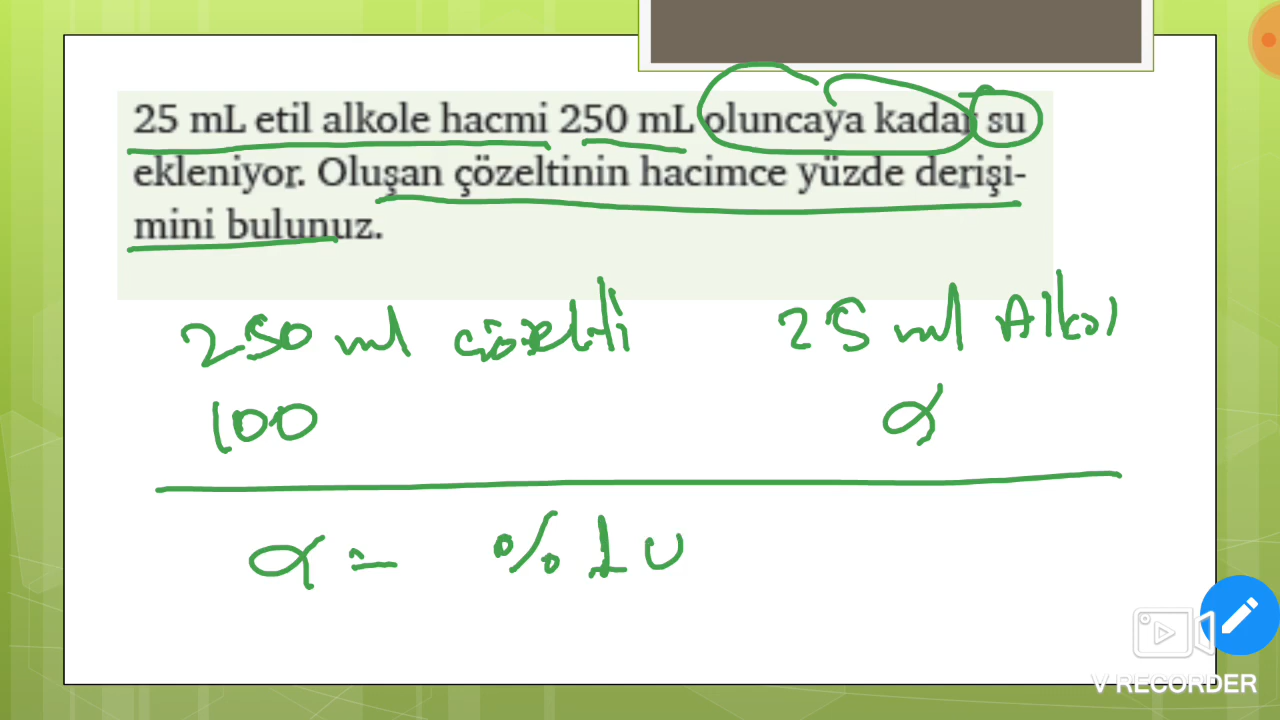 25 mL etil alkole hacmi 250 mL oluncaya kadar su
ekleniyor. Oluşan çözeltinin hacimce yüzde derişi-
mini bulunuz.
250 ml çözelti 25 ml Alkol
100 α
α = % 10
V RECORDER